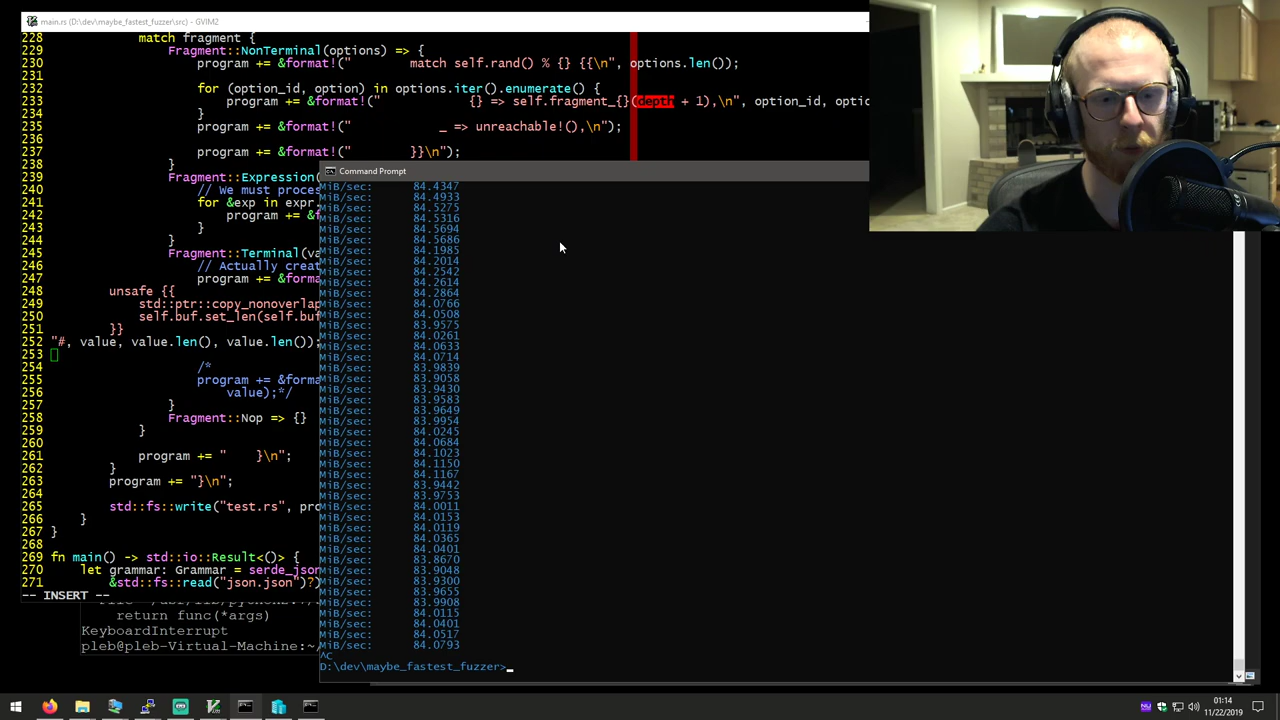 main.rs (D:\dev\maybe_fastest_fuzzer\src) - GVIM2
228 match fragment {
229 Fragment::NonTerminal(options) => {
230 program += &format!(" match self.rand() % {} {{\n", options.len());
231
232 for (option_id, option) in options.iter().enumerate() {
233 program += &format!(" {} => self.fragment_{}(depth + 1),\n", option_id, optio
234 }
235 program += &format!(" _ => unreachable!(),\n");
236
237 program += &format!(" }}\n");
238 }
239 Fragment::Expression(
240 // We must proces
241 for &exp in expr.
242 program += &f
243 }
244 }
245 Fragment::Terminal(va
246 // Actually creat
247 program += &forma
248 unsafe {{
249 std::ptr::copy_nonoverlap
250 self.buf.set_len(self.buf
251 }}
252 "#, value, value.len(), value.len());
253
254 /*
255 program += &forma
256 value);*/
257 }
258 Fragment::Nop => {}
259 }
260
261 program += " }\n";
262 }
263 program += "}\n";
264
265 std::fs::write("test.rs", pro
266 }
267 }
268
269 fn main() -> std::io::Result<()> {
270 let grammar: Grammar = serde_json
271 &std::fs::read("json.json")?)
-- INSERT --
return func(*args)
KeyboardInterrupt
pleb@pleb-Virtual-Machine:~/
Command Prompt
MiB/sec: 84.4347
MiB/sec: 84.4933
MiB/sec: 84.5275
MiB/sec: 84.5316
MiB/sec: 84.5694
MiB/sec: 84.5686
MiB/sec: 84.1985
MiB/sec: 84.2014
MiB/sec: 84.2542
MiB/sec: 84.2614
MiB/sec: 84.2864
MiB/sec: 84.0766
MiB/sec: 84.0508
MiB/sec: 83.9575
MiB/sec: 84.0261
MiB/sec: 84.0633
MiB/sec: 84.0714
MiB/sec: 83.9839
MiB/sec: 83.9058
MiB/sec: 83.9430
MiB/sec: 83.9583
MiB/sec: 83.9649
MiB/sec: 83.9954
MiB/sec: 84.0245
MiB/sec: 84.0684
MiB/sec: 84.1023
MiB/sec: 84.1150
MiB/sec: 84.1167
MiB/sec: 83.9442
MiB/sec: 83.9753
MiB/sec: 84.0011
MiB/sec: 84.0153
MiB/sec: 84.0119
MiB/sec: 84.0365
MiB/sec: 84.0401
MiB/sec: 83.8670
MiB/sec: 83.9048
MiB/sec: 83.9300
MiB/sec: 83.9655
MiB/sec: 83.9908
MiB/sec: 84.0115
MiB/sec: 84.0401
MiB/sec: 84.0517
MiB/sec: 84.0793
^C
D:\dev\maybe_fastest_fuzzer>
01:14
11/22/2019